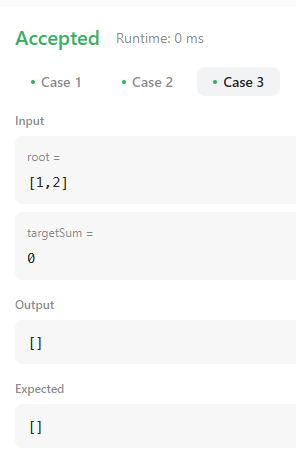 Accepted Runtime: 0 ms
• Case 1 • Case 2 • Case 3
Input
root =
[1,2]
targetSum =
0
Output
[]
Expected
[]